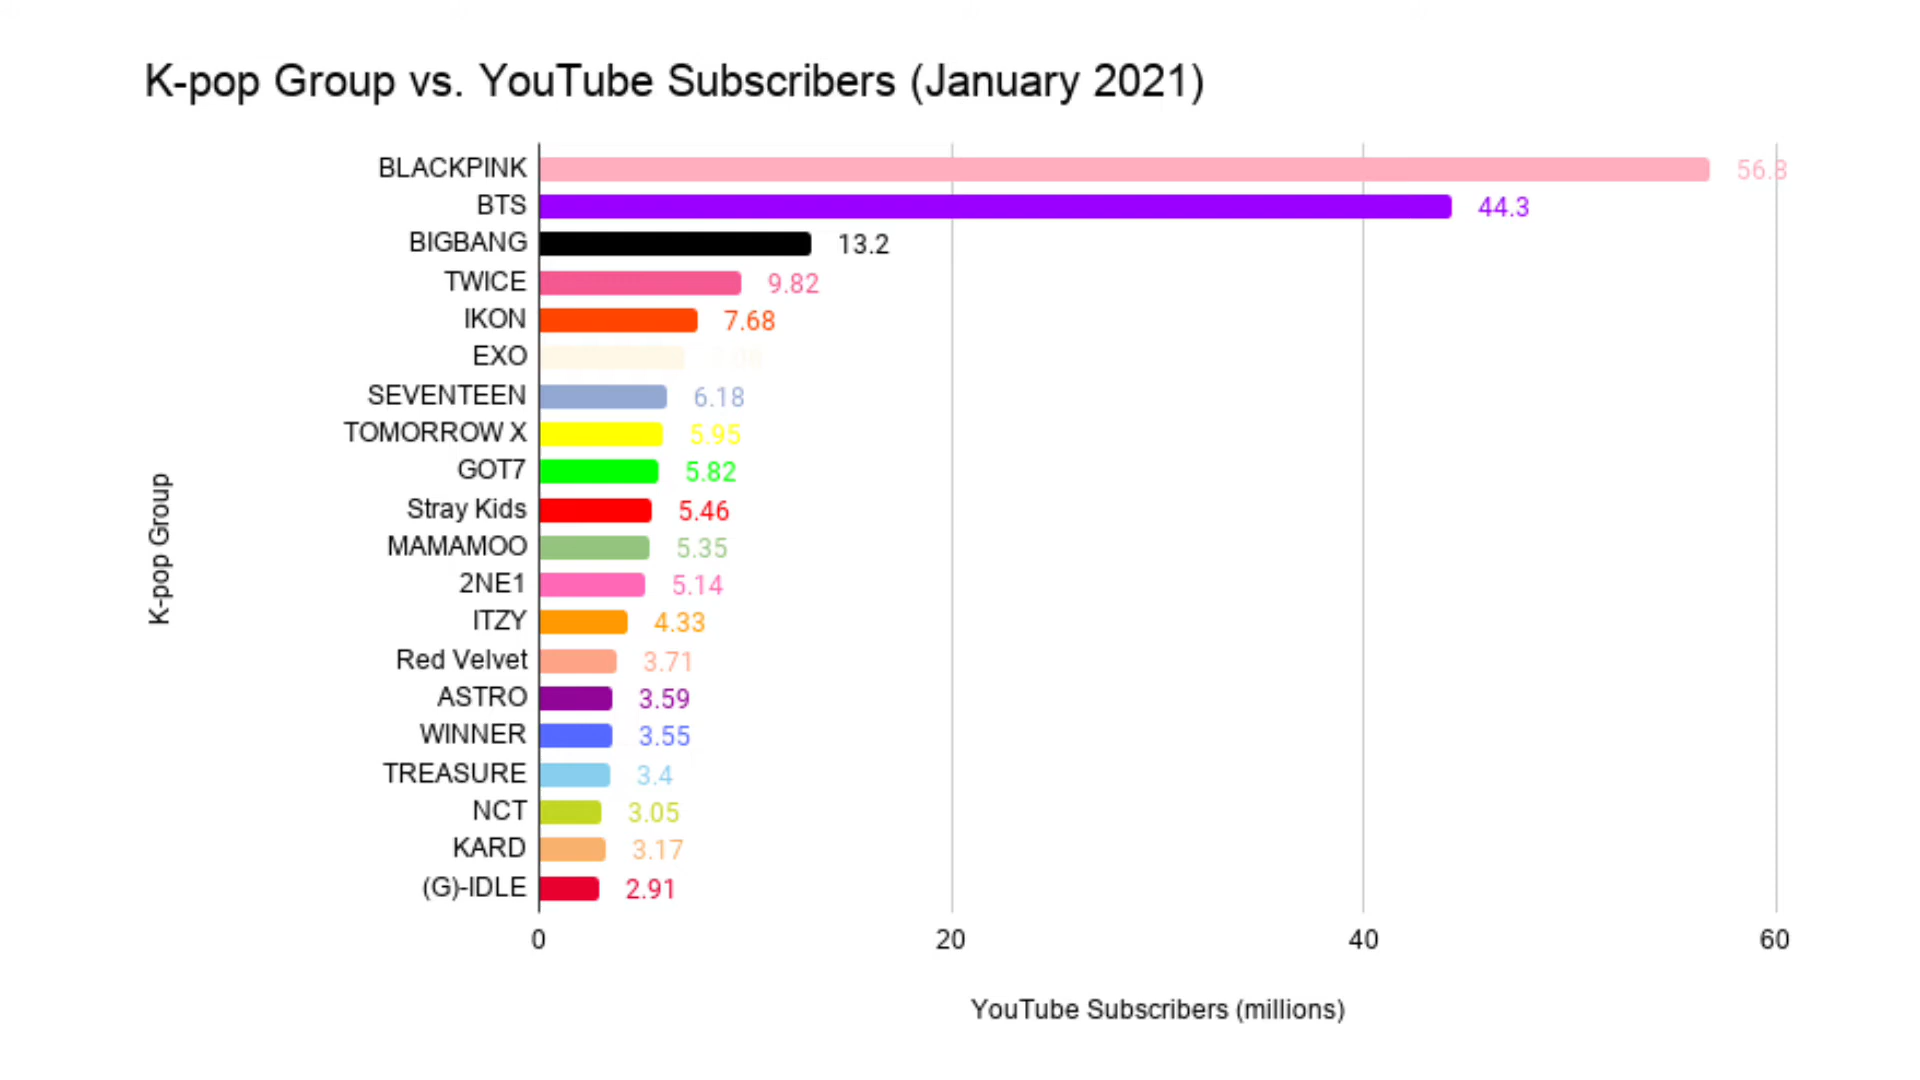 K-pop Group vs. YouTube Subscribers (January 2021)
BLACKPINK 56.8
BTS 44.3
BIGBANG 13.2
TWICE 9.82
IKON 7.68
EXO
SEVENTEEN 6.18
TOMORROW X 5.95
GOT7 5.82
Stray Kids 5.46
MAMAMOO 5.35
2NE1 5.14
ITZY 4.33
Red Velvet 3.71
ASTRO 3.59
WINNER 3.55
TREASURE 3.4
NCT 3.05
KARD 3.17
(G)-IDLE 2.91
K-pop Group
0 20 40 60
YouTube Subscribers (millions)